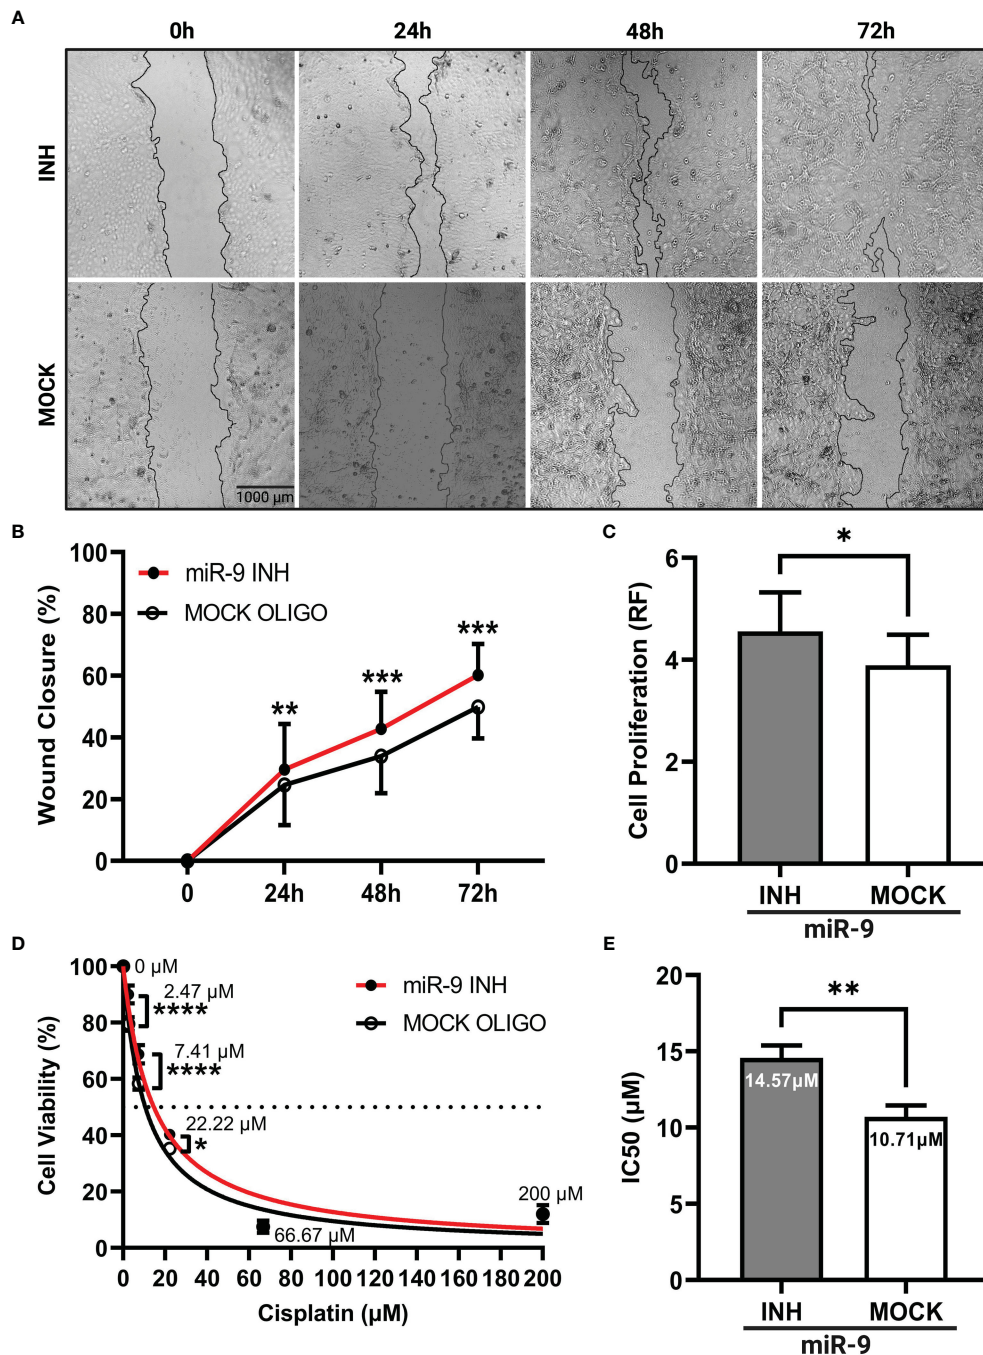 A
0h 24h 48h 72h
INH
MOCK
1000 µm
B
100
80
60
40
20
0
Wound Closure (%)
miR-9 INH
MOCK OLIGO
**
***
***
0 24h 48h 72h
C
6
4
2
0
Cell Proliferation (RF)
*
INH MOCK
miR-9
D
100
80
60
40
20
0
Cell Viability (%)
0 µM
2.47 µM
****
7.41 µM
****
22.22 µM
*
66.67 µM
200 µM
miR-9 INH
MOCK OLIGO
0 20 40 60 80 100 120 140 160 180 200
Cisplatin (µM)
E
20
15
10
5
0
IC50 (µM)
**
14.57µM
10.71µM
INH MOCK
miR-9